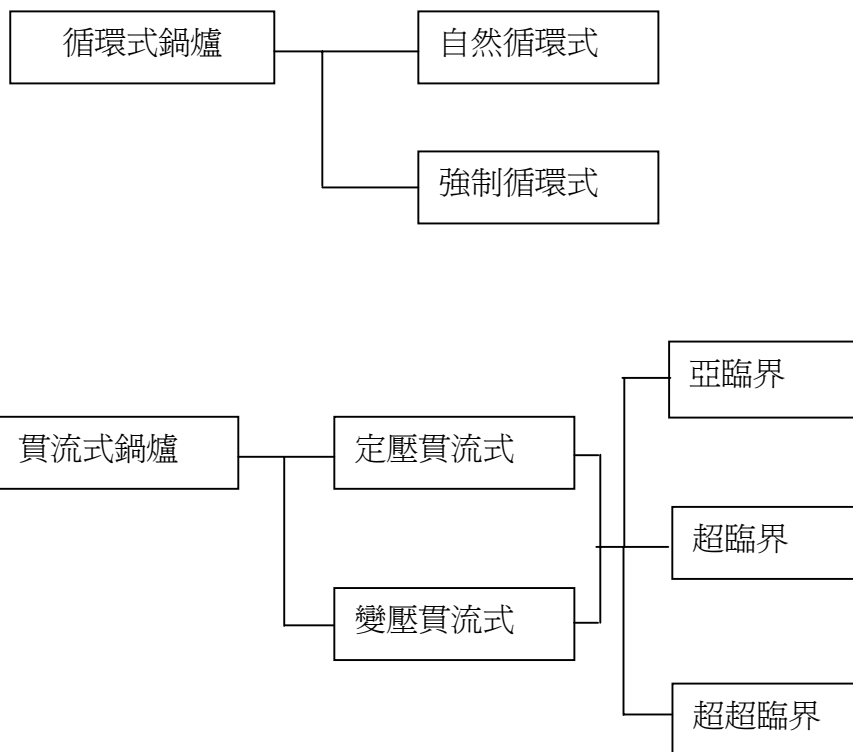 循環式鍋爐
自然循環式
強制循環式
貫流式鍋爐
定壓貫流式
變壓貫流式
亞臨界
超臨界
超超臨界